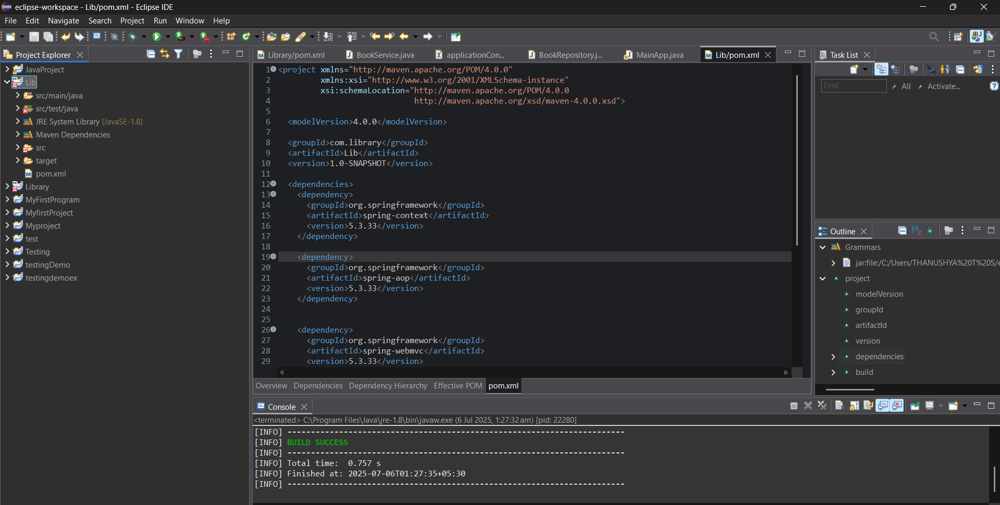 eclipse-workspace - Lib/pom.xml - Eclipse IDE
File Edit Navigate Search Project Run Window Help
Project Explorer
JavaProject
Lib
src/main/java
src/test/java
JRE System Library [JavaSE-1.8]
Maven Dependencies
src
target
pom.xml
Library
MyFirstProgram
MyfirstProject
Myproject
test
Testing
testingDemo
testingdemoex
Library/pom.xml BookService.java applicationCon... BookRepository.j... MainApp.java Lib/pom.xml
1 <project xmlns="http://maven.apache.org/POM/4.0.0"
2 xmlns:xsi="http://www.w3.org/2001/XMLSchema-instance"
3 xsi:schemaLocation="http://maven.apache.org/POM/4.0.0
4 http://maven.apache.org/xsd/maven-4.0.0.xsd">
5
6 <modelVersion>4.0.0</modelVersion>
7
8 <groupId>com.library</groupId>
9 <artifactId>Lib</artifactId>
10 <version>1.0-SNAPSHOT</version>
11
12 <dependencies>
13 <dependency>
14 <groupId>org.springframework</groupId>
15 <artifactId>spring-context</artifactId>
16 <version>5.3.33</version>
17 </dependency>
18
19 <dependency>
20 <groupId>org.springframework</groupId>
21 <artifactId>spring-aop</artifactId>
22 <version>5.3.33</version>
23 </dependency>
24
25
26 <dependency>
27 <groupId>org.springframework</groupId>
28 <artifactId>spring-webmvc</artifactId>
29 <version>5.3.33</version>
Overview Dependencies Dependency Hierarchy Effective POM pom.xml
Task List
Find All Activate...
Outline
Grammars
jar:file:/C:/Users/THANUSHYA%20T%20S/e
project
modelVersion
groupId
artifactId
version
dependencies
build
Console
<terminated> C:\Program Files\Java\jre-1.8\bin\javaw.exe (6 Jul 2025, 1:27:32 am) [pid: 22280]
[INFO] ------------------------------------------------------------------------
[INFO] BUILD SUCCESS
[INFO] ------------------------------------------------------------------------
[INFO] Total time:  0.757 s
[INFO] Finished at: 2025-07-06T01:27:35+05:30
[INFO] ------------------------------------------------------------------------